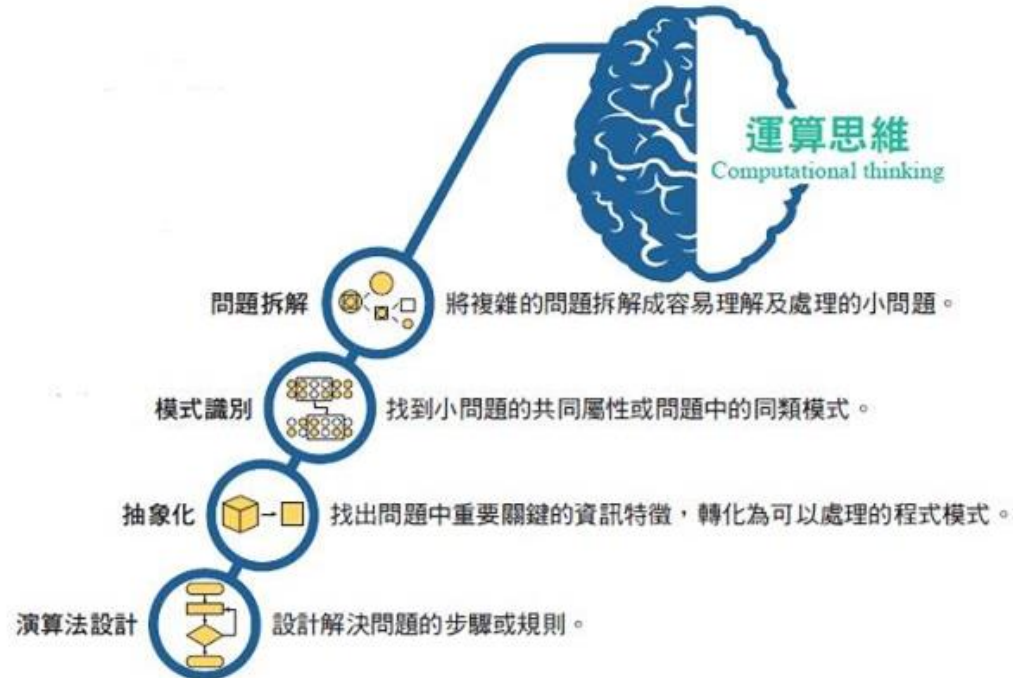 運算思維
Computational thinking
問題拆解 將複雜的問題拆解成容易理解及處理的小問題。
模式識別 找到小問題的共同屬性或問題中的同類模式。
抽象化 找出問題中重要關鍵的資訊特徵，轉化為可以處理的程式模式。
演算法設計 設計解決問題的步驟或規則。